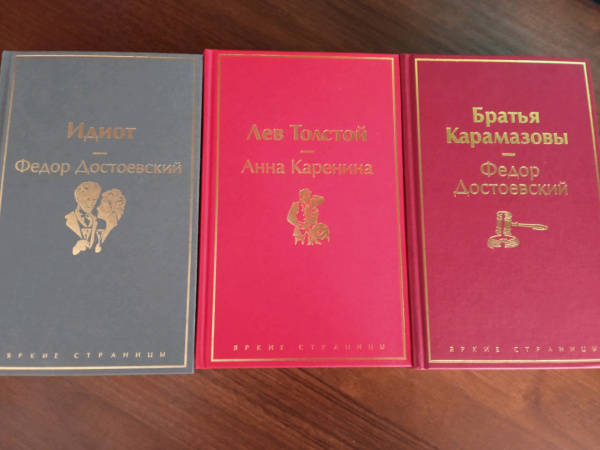 Идиот
Федор Достоевский
ЯРКИЕ СТРАНИЦЫ
Лев Толстой
Анна Каренина
ЯРКИЕ СТРАНИЦЫ
Братья
Карамазовы
Федор
Достоевский
ЯРКИЕ СТРАНИЦЫ